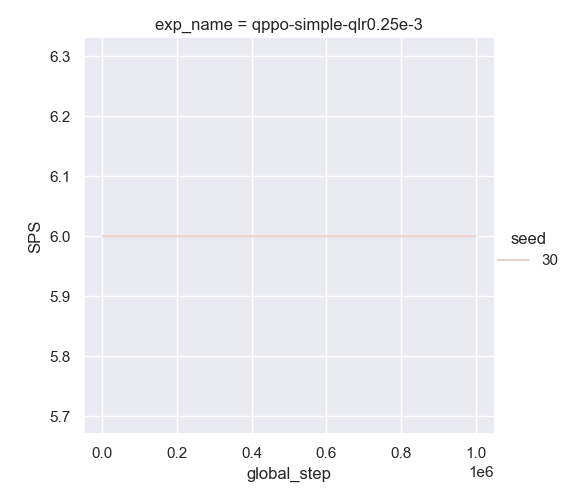 exp_name = qppo-simple-qlr0.25e-3
6.3
6.2
6.1
6.0
5.9
5.8
5.7
SPS
0.0 0.2 0.4 0.6 0.8 1.0
1e6
global_step
seed
30